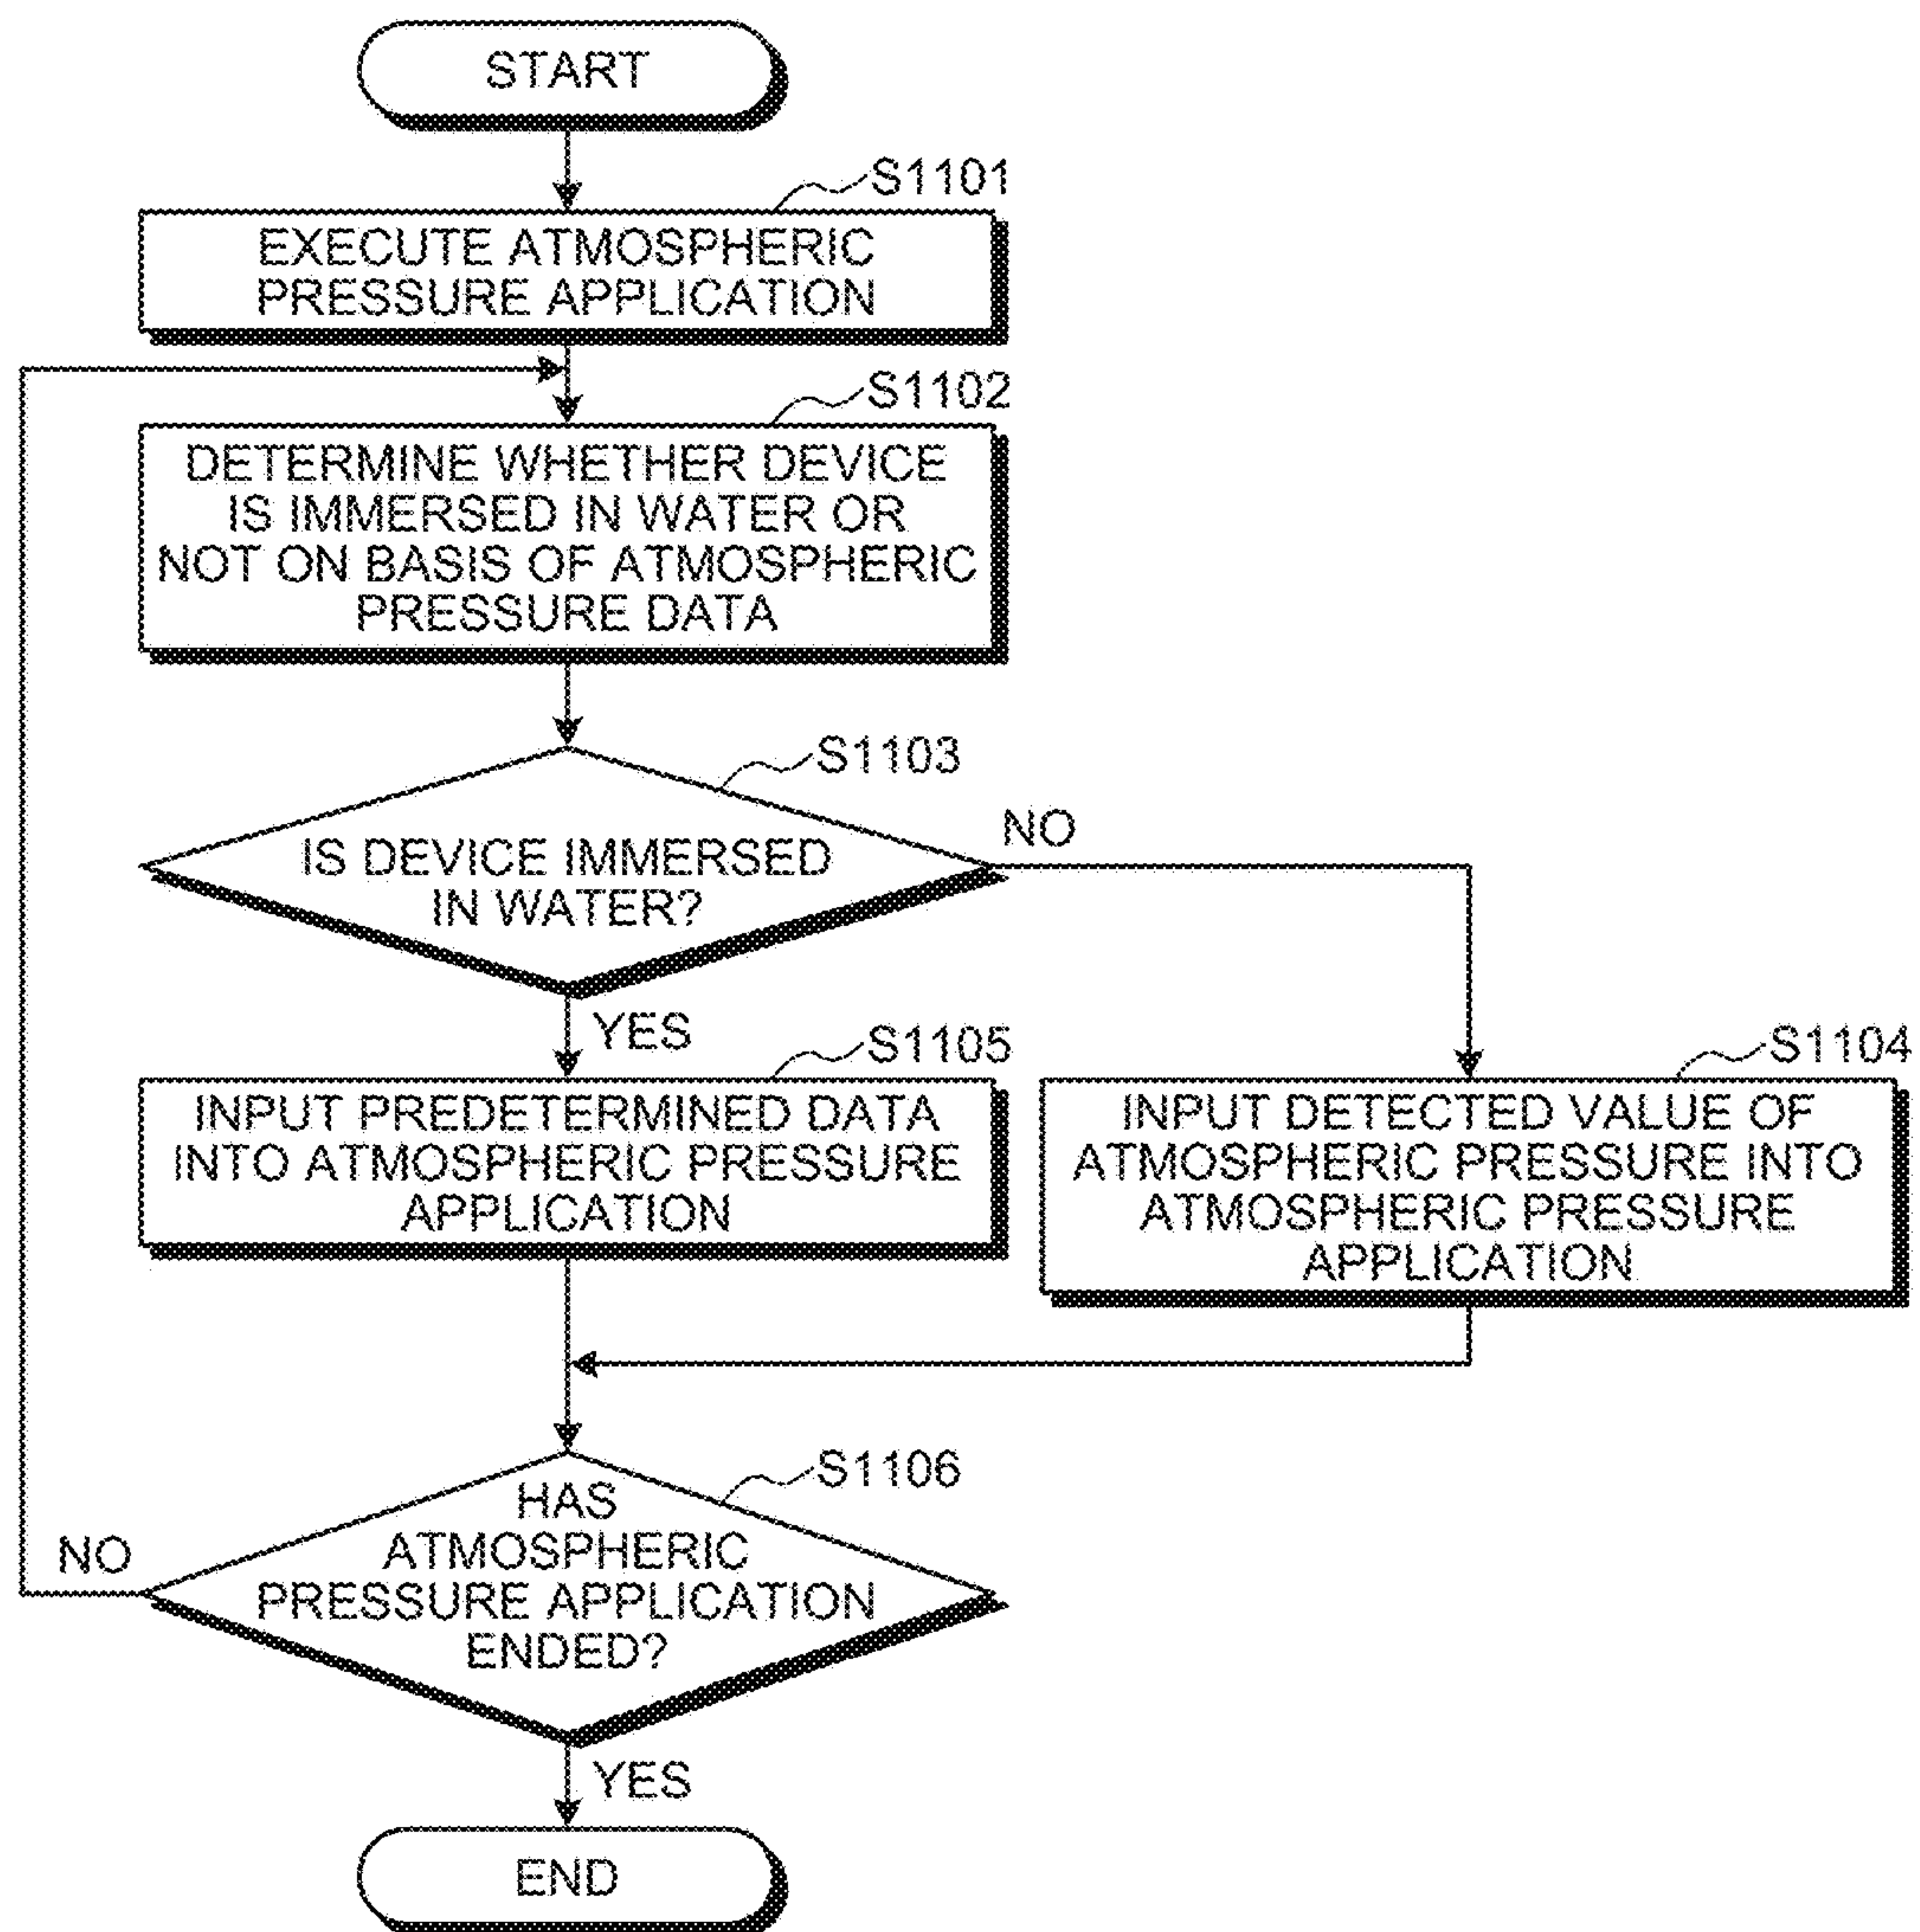 START
S1101
EXECUTE ATMOSPHERIC
PRESSURE APPLICATION
S1102
DETERMINE WHETHER DEVICE
IS IMMERSED IN WATER OR
NOT ON BASIS OF ATMOSPHERIC
PRESSURE DATA
S1103
IS DEVICE IMMERSED
IN WATER?
NO
YES
S1105
INPUT PREDETERMINED DATA
INTO ATMOSPHERIC PRESSURE
APPLICATION
S1104
INPUT DETECTED VALUE OF
ATMOSPHERIC PRESSURE INTO
ATMOSPHERIC PRESSURE
APPLICATION
S1106
HAS
ATMOSPHERIC
PRESSURE APPLICATION
ENDED?
NO
YES
END